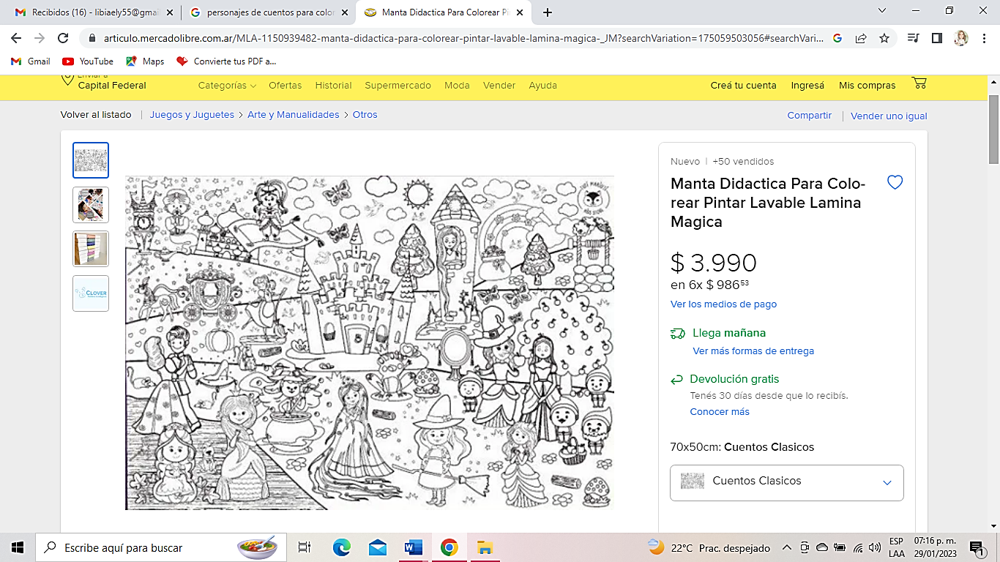 Recibidos (16) - libiaely55@gmai
personajes de cuentos para color
Manta Didactica Para Colorear Pi
articulo.mercadolibre.com.ar/MLA-1150939482-manta-didactica-para-colorear-pintar-lavable-lamina-magica-_JM?searchVariation=175059503056#searchVari...
Gmail
YouTube
Maps
Convierte tus PDF a...
Enviar a
Capital Federal
Categorías
Ofertas
Historial
Supermercado
Moda
Vender
Ayuda
Creá tu cuenta
Ingresá
Mis compras
Volver al listado | Juegos y Juguetes > Arte y Manualidades > Otros
Compartir | Vender uno igual
CLOVER
Nuevo | +50 vendidos
Manta Didactica Para Colo-
rear Pintar Lavable Lamina
Magica
$ 3.990
en 6x $ 986 53
Ver los medios de pago
Llega mañana
Ver más formas de entrega
Devolución gratis
Tenés 30 días desde que lo recibís.
Conocer más
70x50cm: Cuentos Clasicos
Cuentos Clasicos
Escribe aquí para buscar
22°C Prac. despejado
ESP
LAA
07:16 p. m.
29/01/2023
1